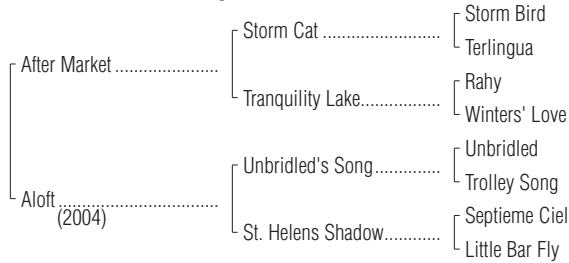 Storm Bird
Storm Cat ........................
Terlingua
After Market .....................
Rahy
Tranquility Lake................
Winters' Love
Unbridled
Unbridled's Song.............
Trolley Song
Aloft................................
(2004)
Septieme Ciel
St. Helens Shadow...........
Little Bar Fly